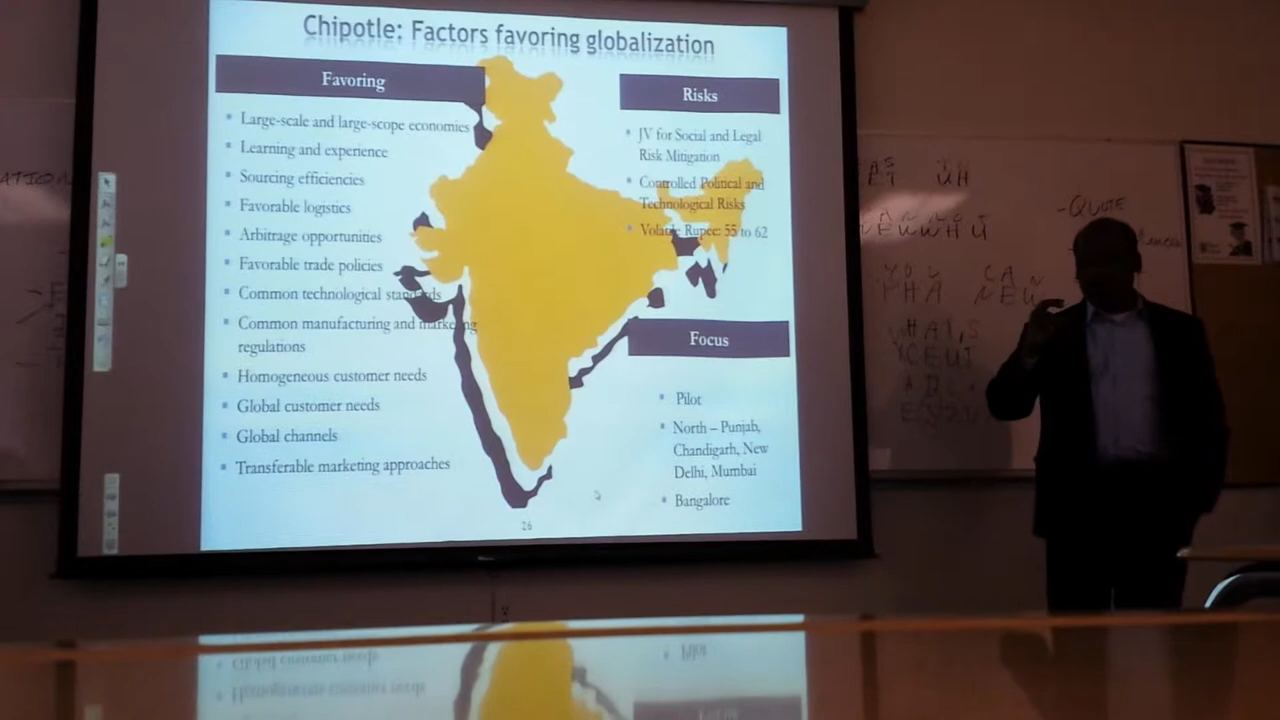 Chipotle: Factors favoring globalization
Favoring
Large-scale and large-scope economies
Learning and experience
Sourcing efficiencies
Favorable logistics
Arbitrage opportunities
Favorable trade policies
Common technological standards
Common manufacturing and marketing
regulations
Homogeneous customer needs
Global customer needs
Global channels
Transferable marketing approaches
Risks
JV for Social and Legal
Risk Mitigation
Controlled Political and
Technological Risks
Volatile Rupee: 55 to 62
Focus
Pilot
North – Punjab,
Chandigarh, New
Delhi, Mumbai
Bangalore
26
-QUOTE